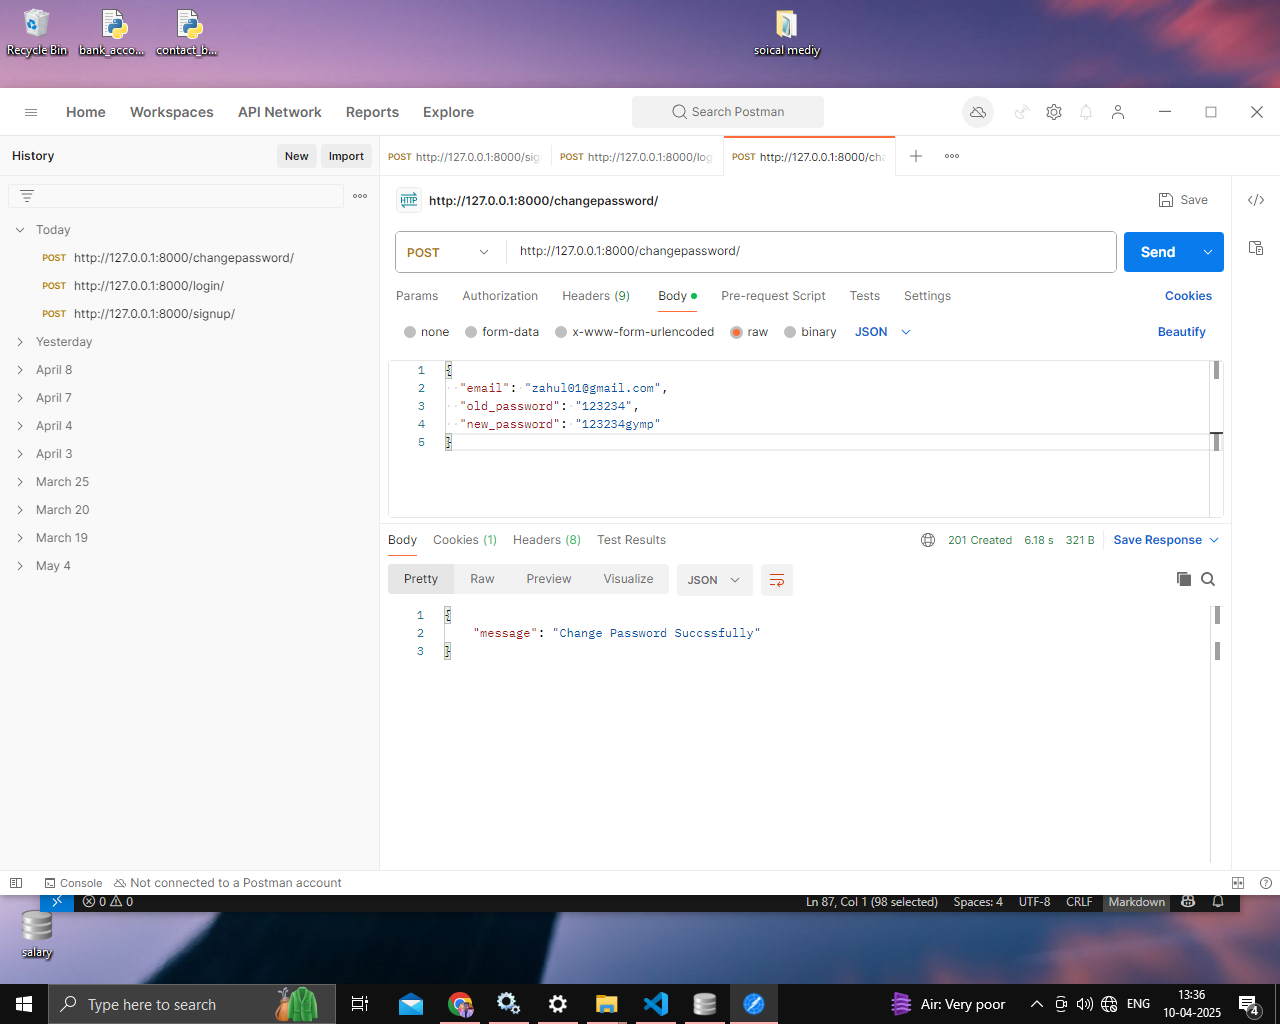 Recycle Bin
bank_acco...
contact_b...
soical mediy
Home
Workspaces
API Network
Reports
Explore
Search Postman
History
New
Import
POST http://127.0.0.1:8000/sig
POST http://127.0.0.1:8000/log
POST http://127.0.0.1:8000/cha
Today
POST http://127.0.0.1:8000/changepassword/
POST http://127.0.0.1:8000/login/
POST http://127.0.0.1:8000/signup/
Yesterday
April 8
April 7
April 4
April 3
March 25
March 20
March 19
May 4
HTTP http://127.0.0.1:8000/changepassword/
Save
POST
http://127.0.0.1:8000/changepassword/
Send
Params
Authorization
Headers (9)
Body
Pre-request Script
Tests
Settings
Cookies
none
form-data
x-www-form-urlencoded
raw
binary
JSON
Beautify
1 {
2 "email": "zahul01@gmail.com",
3 "old_password": "123234",
4 "new_password": "123234gymp"
5 }
Body
Cookies (1)
Headers (8)
Test Results
201 Created
6.18 s
321 B
Save Response
Pretty
Raw
Preview
Visualize
JSON
1 {
2 "message": "Change Password Succssfully"
3 }
Console
Not connected to a Postman account
0 0
Ln 87, Col 1 (98 selected)
Spaces: 4
UTF-8
CRLF
Markdown
salary
Type here to search
Air: Very poor
ENG
13:36
10-04-2025
4